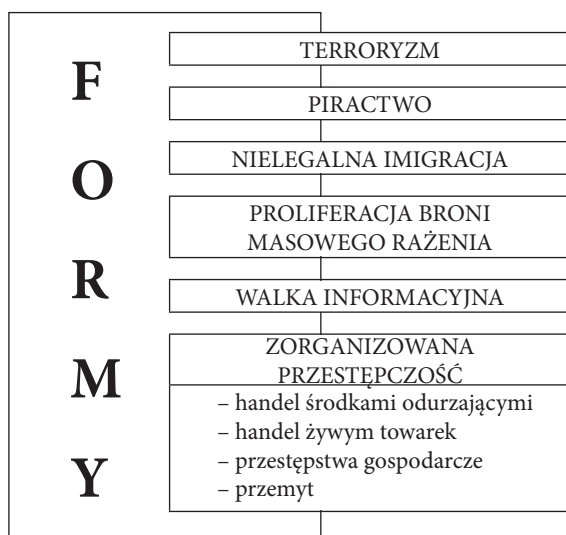 FORMY
TERRORYZM
PIRACTWO
NIELEGALNA IMIGRACJA
PROLIFERACJA BRONI
MASOWEGO RAŻENIA
WALKA INFORMACYJNA
ZORGANIZOWANA
PRZESTĘPCZOŚĆ
– handel środkami odurzającymi
– handel żywym towarek
– przestępstwa gospodarcze
– przemyt